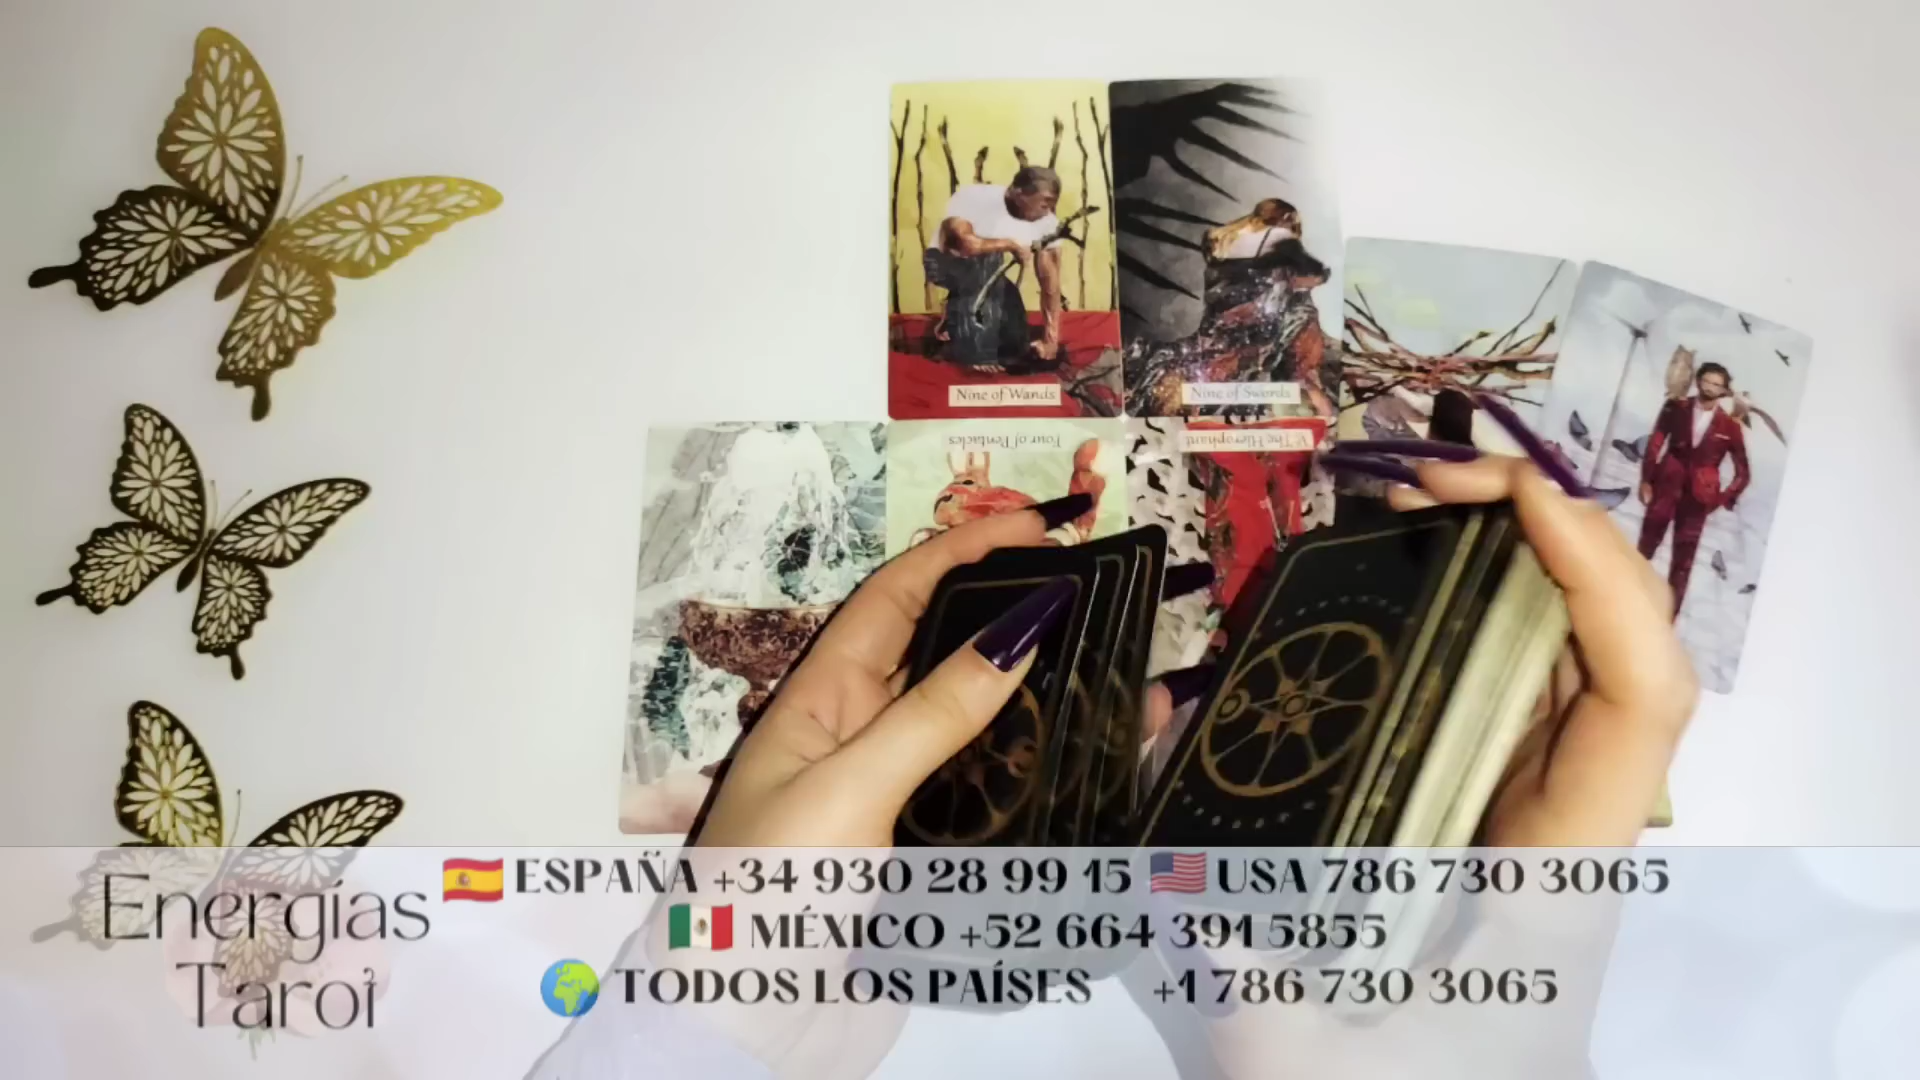 Nine of Wands
Nine of Swords
Four of Pentacles
V. The Hierophant
Energías
Tarot
ESPAÑA +34 930 28 99 15 USA 786 730 3065
MÉXICO +52 664 391 5855
TODOS LOS PAÍSES +1 786 730 3065